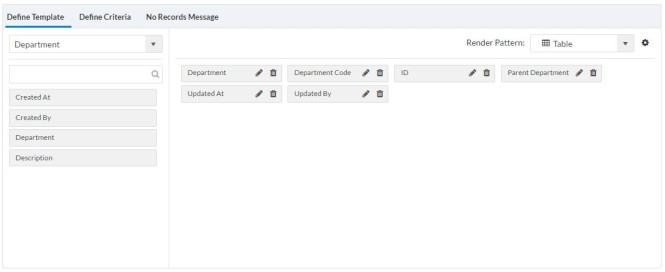 Define Template Define Criteria No Records Message
Department
Render Pattern: Table
Department Department Code ID Parent Department
Updated At Updated By
Created At
Created By
Department
Description